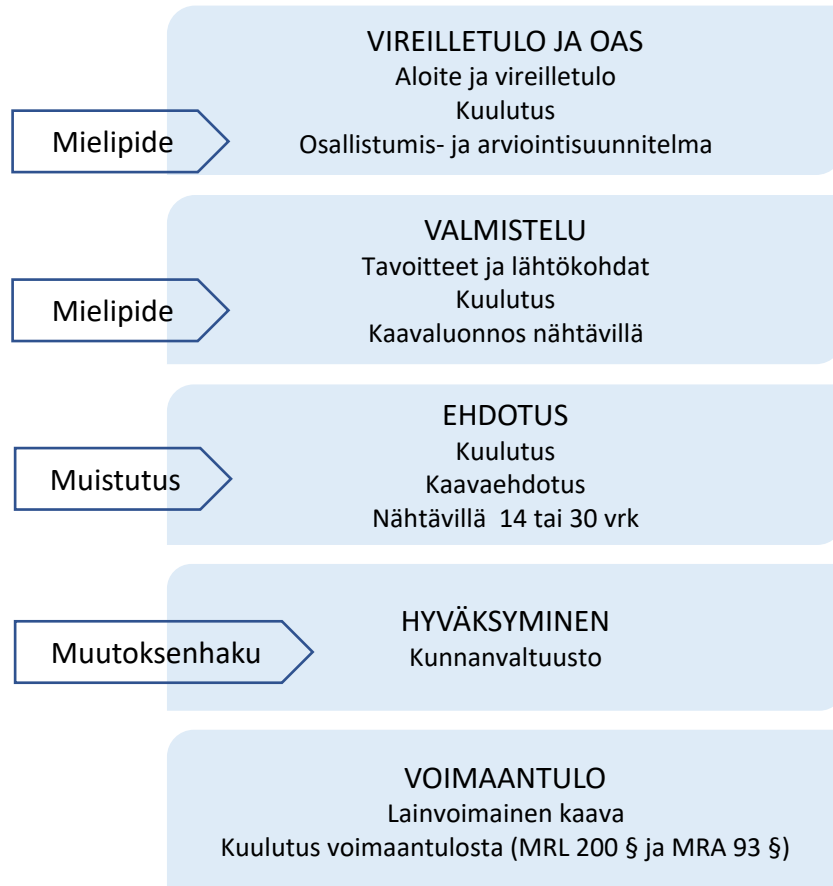 VIREILLETULO JA OAS
Aloite ja vireilletulo
Kuulutus
Osallistumis- ja arviointisuunnitelma
Mielipide
VALMISTELU
Tavoitteet ja lähtökohdat
Kuulutus
Kaavaluonnos nähtävillä
Mielipide
EHDOTUS
Kuulutus
Kaavaehdotus
Nähtävillä 14 tai 30 vrk
Muistutus
HYVÄKSYMINEN
Kunnanvaltuusto
Muutoksenhaku
VOIMAANTULO
Lainvoimainen kaava
Kuulutus voimaantulosta (MRL 200 § ja MRA 93 §)